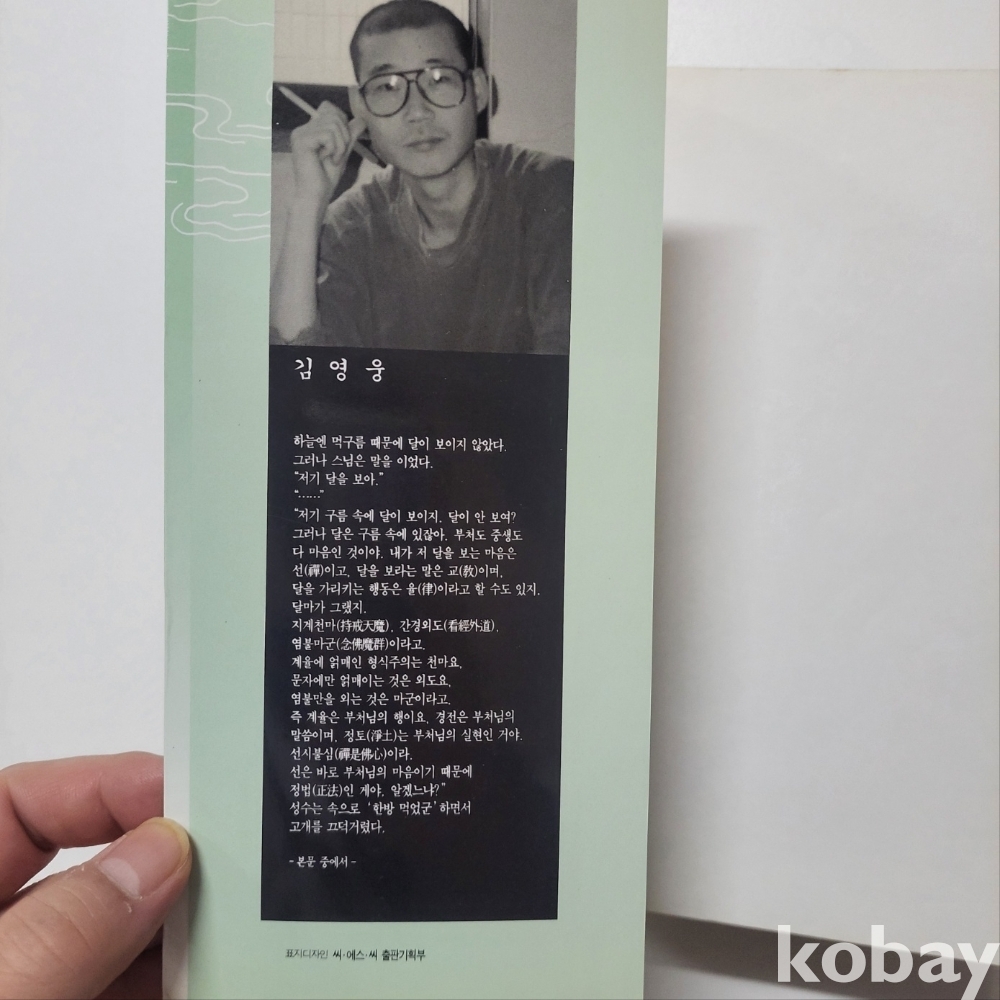 김영웅
하늘엔 먹구름 때문에 달이 보이지 않았다.
그러나 스님은 말을 이었다.
"저기 달을 보아."
"……"
"저기 구름 속에 달이 보이지. 달이 안 보여?
그러나 달은 구름 속에 있잖아. 부처도 중생도
다 마음인 것이야. 내가 저 달을 보는 마음은
선(禪)이고, 달을 보라는 말은 교(敎)이며,
달을 가리키는 행동은 율(律)이라고 할 수도 있지.
달마가 그랬지.
지계천마(持戒天魔), 간경외도(看經外道),
염불마군(念佛魔群)이라고.
계율에 얽매인 형식주의는 천마요,
문자에만 얽매이는 것은 외도요,
염불만을 외는 것은 마군이라고.
즉 계율은 부처님의 행이요, 경전은 부처님의
말씀이며, 정토(淨土)는 부처님의 실현인 거야.
선시불심(禪是佛心)이라.
선은 바로 부처님의 마음이기 때문에
정법(正法)인 게야. 알겠느냐?"
성수는 속으로 '한방 먹었군'하면서
고개를 끄덕거렸다.
- 본문 중에서 -
표지디자인 씨·에스·씨 출판기획부
kobay